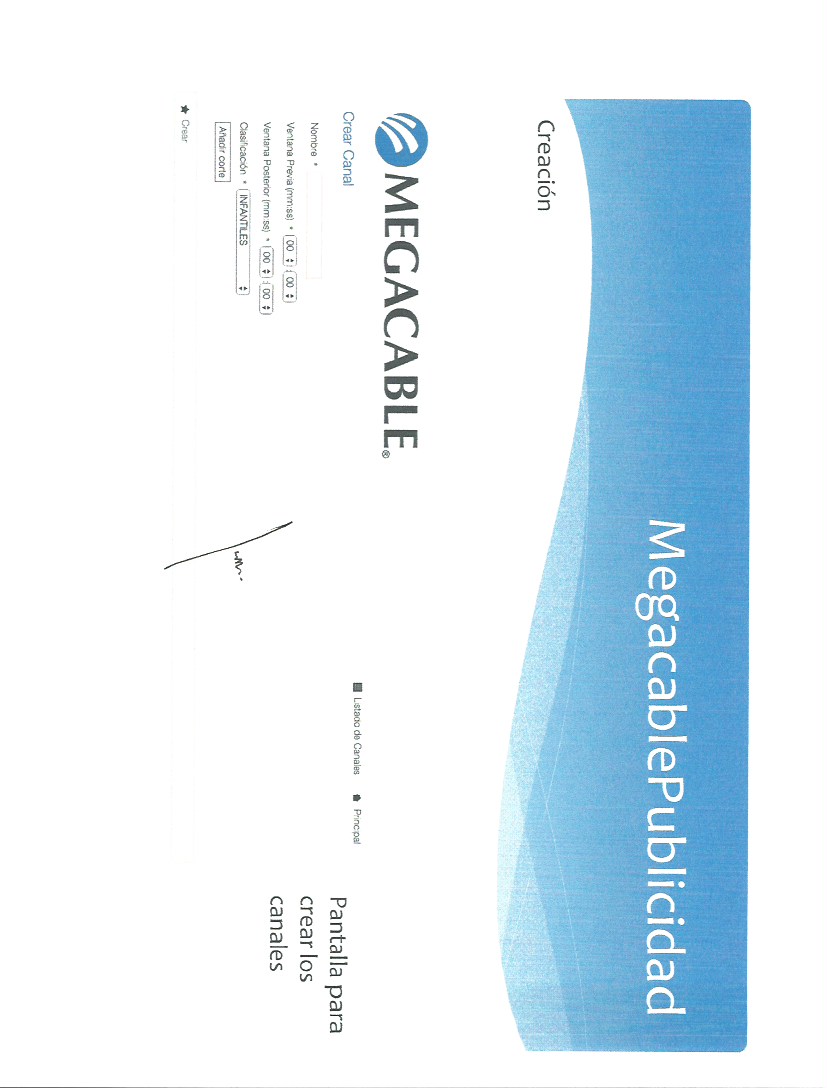 MegacablePublicidad
Creación
MEGACABLE®
Crear Canal
Listado de Canales
Principal
Nombre *
Ventana Previa (mm:ss) * 00 : 00
Ventana Posterior (mm:ss) * 00 : 00
Clasificación * INFANTILES
Añadir corte
Crear
Pantalla para
crear los
canales